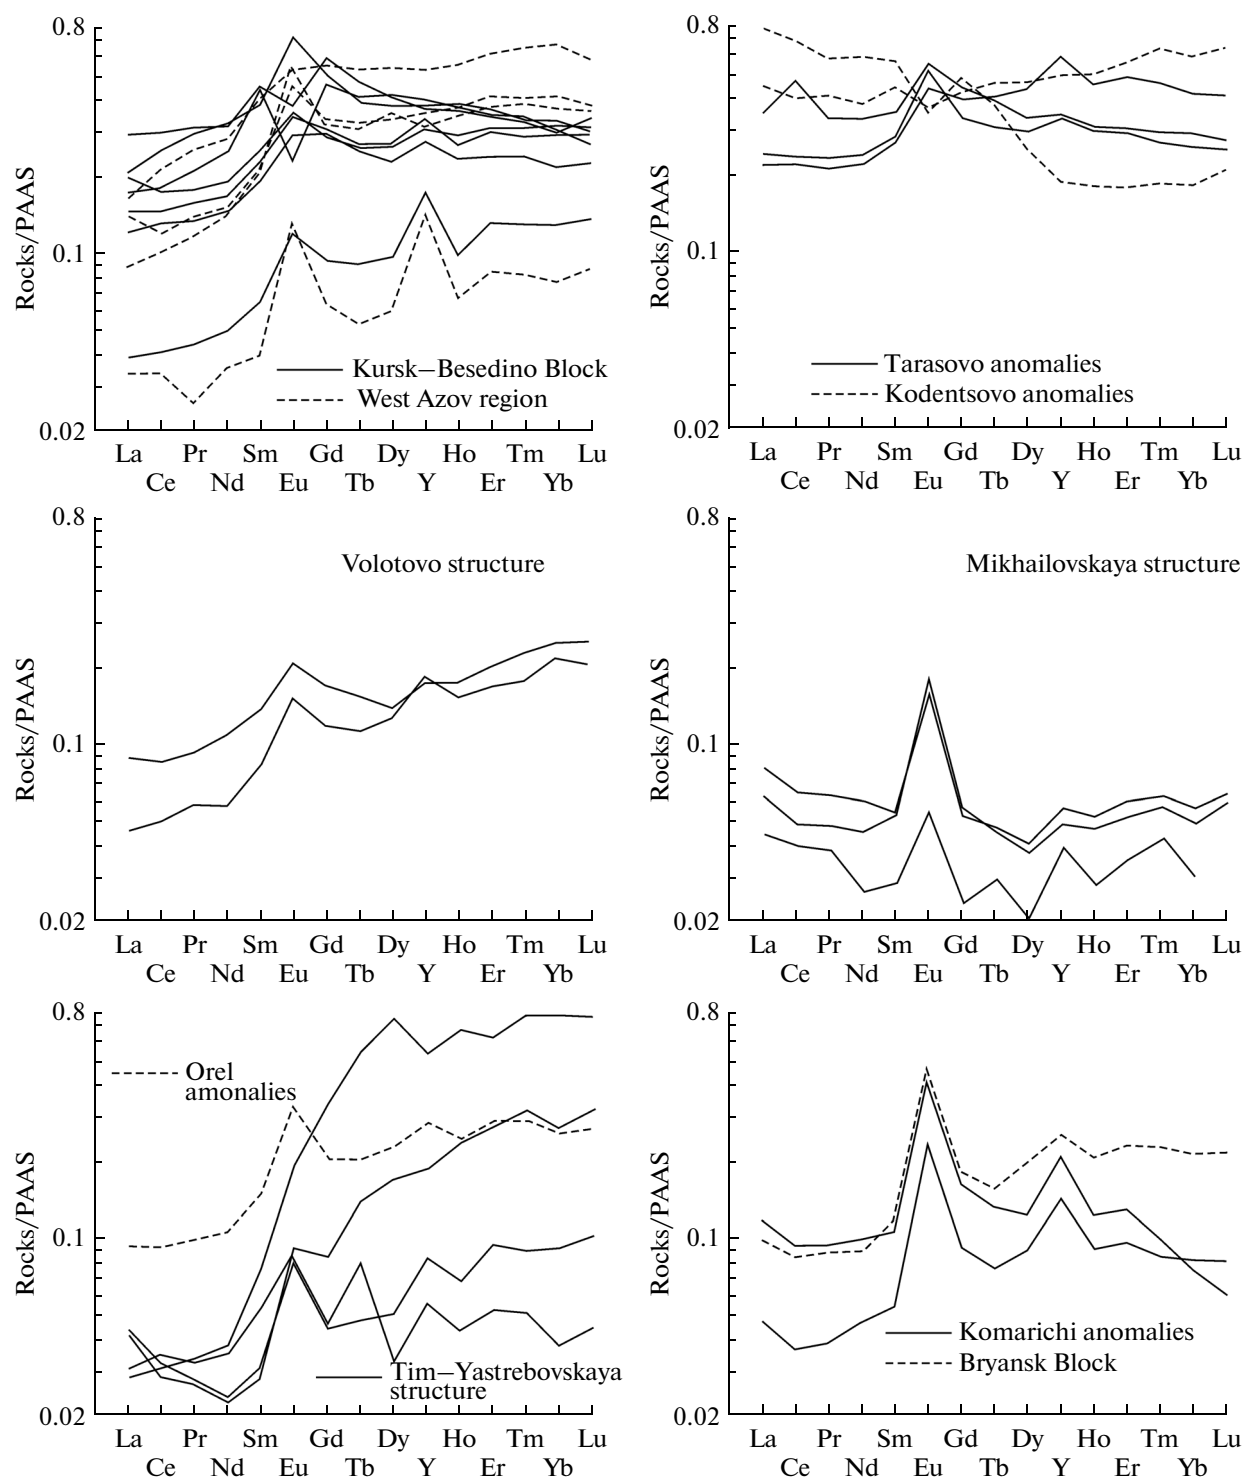 0.8
0.1
0.02
Rocks/PAAS
Kursk–Besedino Block
West Azov region
La Pr Sm Gd Dy Ho Tm Lu
Ce Nd Eu Tb Y Er Yb
0.8
0.1
0.02
Rocks/PAAS
Tarasovo anomalies
Kodentsovo anomalies
La Pr Sm Gd Dy Ho Tm Lu
Ce Nd Eu Tb Y Er Yb
0.8
0.1
0.02
Rocks/PAAS
Volotovo structure
La Pr Sm Gd Dy Ho Tm Lu
Ce Nd Eu Tb Y Er Yb
0.8
0.1
0.02
Rocks/PAAS
Mikhailovskaya structure
La Pr Sm Gd Dy Ho Tm Lu
Ce Nd Eu Tb Y Er Yb
0.8
0.1
0.02
Rocks/PAAS
Orel
amonalies
Tim–Yastrebovskaya
structure
La Pr Sm Gd Dy Ho Tm Lu
Ce Nd Eu Tb Y Er Yb
0.8
0.1
0.02
Rocks/PAAS
Komarichi anomalies
Bryansk Block
La Pr Sm Gd Dy Ho Tm Lu
Ce Nd Eu Tb Y Er Yb